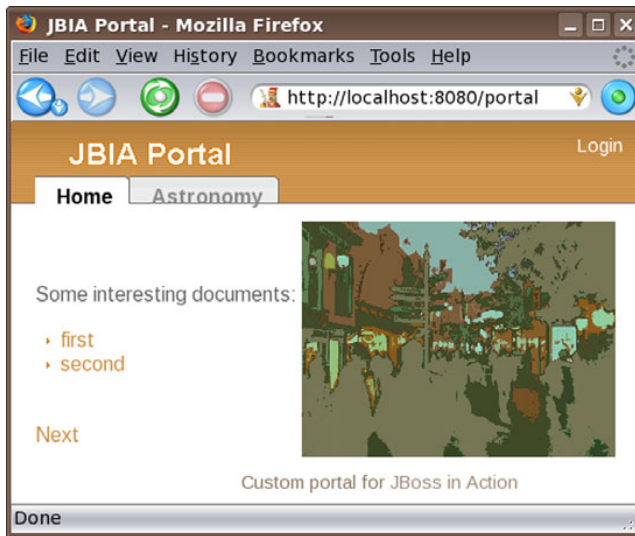 JBIA Portal - Mozilla Firefox
File Edit View History Bookmarks Tools Help
http://localhost:8080/portal
JBIA Portal
Login
Home Astronomy
Some interesting documents:
first
second
Next
Custom portal for JBoss in Action
Done